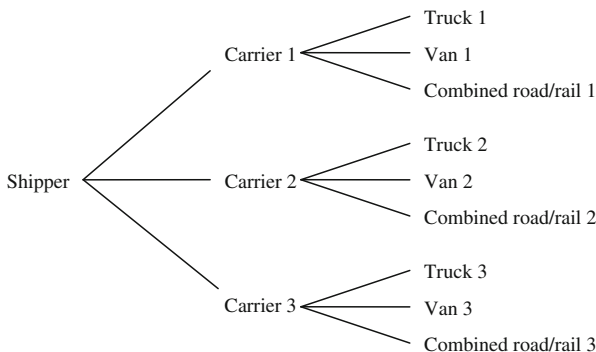 Truck 1
Carrier 1
Van 1
Combined road/rail 1
Truck 2
Shipper
Carrier 2
Van 2
Combined road/rail 2
Truck 3
Carrier 3
Van 3
Combined road/rail 3